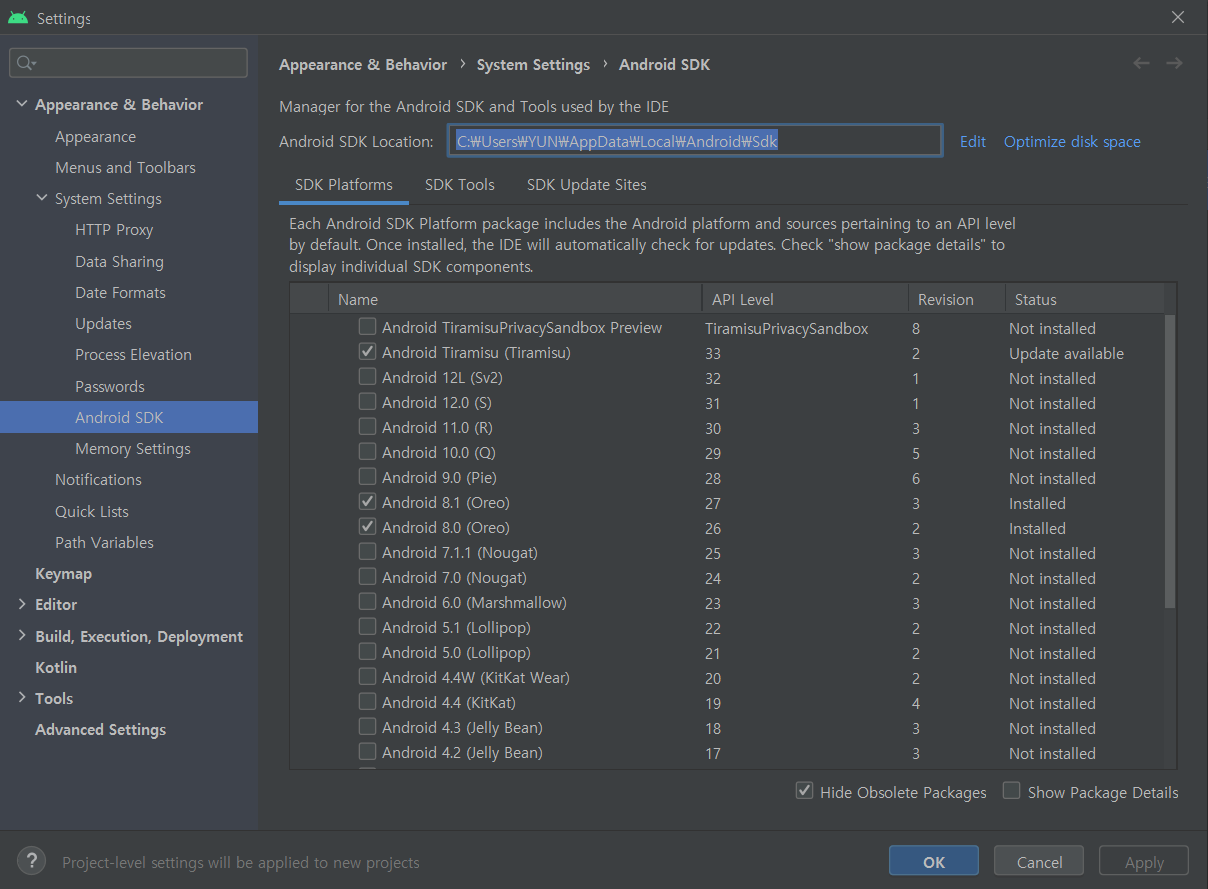 Settings
Appearance & Behavior
Appearance
Menus and Toolbars
System Settings
HTTP Proxy
Data Sharing
Date Formats
Updates
Process Elevation
Passwords
Android SDK
Memory Settings
Notifications
Quick Lists
Path Variables
Keymap
Editor
Build, Execution, Deployment
Kotlin
Tools
Advanced Settings
Appearance & Behavior › System Settings › Android SDK
Manager for the Android SDK and Tools used by the IDE
Android SDK Location: C:₩Users₩YUN₩AppData₩Local₩Android₩Sdk Edit Optimize disk space
SDK Platforms SDK Tools SDK Update Sites
Each Android SDK Platform package includes the Android platform and sources pertaining to an API level
by default. Once installed, the IDE will automatically check for updates. Check "show package details" to
display individual SDK components.
Name API Level Revision Status
Android TiramisuPrivacySandbox Preview TiramisuPrivacySandbox 8 Not installed
Android Tiramisu (Tiramisu) 33 2 Update available
Android 12L (Sv2) 32 1 Not installed
Android 12.0 (S) 31 1 Not installed
Android 11.0 (R) 30 3 Not installed
Android 10.0 (Q) 29 5 Not installed
Android 9.0 (Pie) 28 6 Not installed
Android 8.1 (Oreo) 27 3 Installed
Android 8.0 (Oreo) 26 2 Installed
Android 7.1.1 (Nougat) 25 3 Not installed
Android 7.0 (Nougat) 24 2 Not installed
Android 6.0 (Marshmallow) 23 3 Not installed
Android 5.1 (Lollipop) 22 2 Not installed
Android 5.0 (Lollipop) 21 2 Not installed
Android 4.4W (KitKat Wear) 20 2 Not installed
Android 4.4 (KitKat) 19 4 Not installed
Android 4.3 (Jelly Bean) 18 3 Not installed
Android 4.2 (Jelly Bean) 17 3 Not installed
Hide Obsolete Packages Show Package Details
? Project-level settings will be applied to new projects
OK Cancel Apply